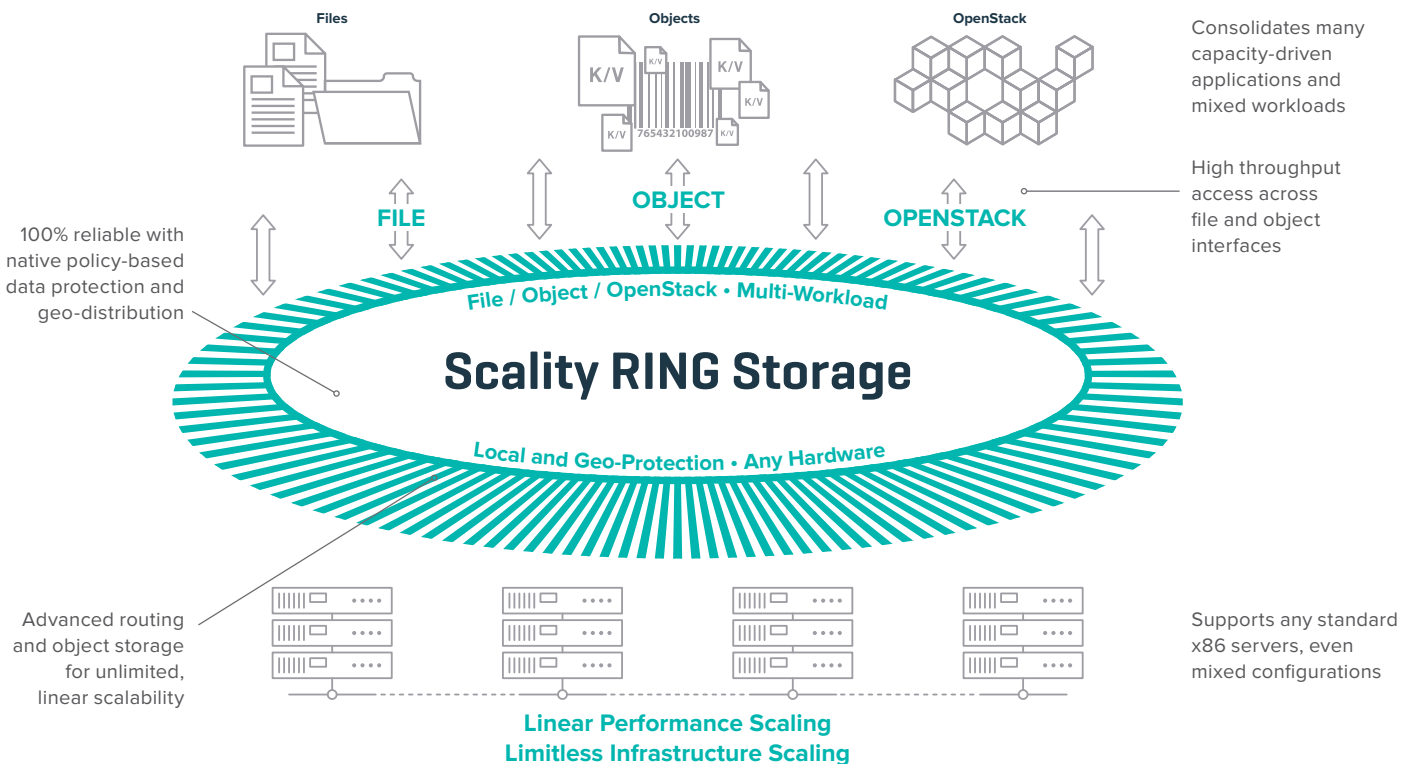 Files
Objects
OpenStack
K/V
K/V
K/V
K/V
K/V
K/V
765432100987
Consolidates many
capacity-driven
applications and
mixed workloads
High throughput
access across
file and object
interfaces
FILE
OBJECT
OPENSTACK
100% reliable with
native policy-based
data protection and
geo-distribution
File / Object / OpenStack • Multi-Workload
Scality RING Storage
Local and Geo-Protection • Any Hardware
Advanced routing
and object storage
for unlimited,
linear scalability
Supports any standard
x86 servers, even
mixed configurations
Linear Performance Scaling
Limitless Infrastructure Scaling